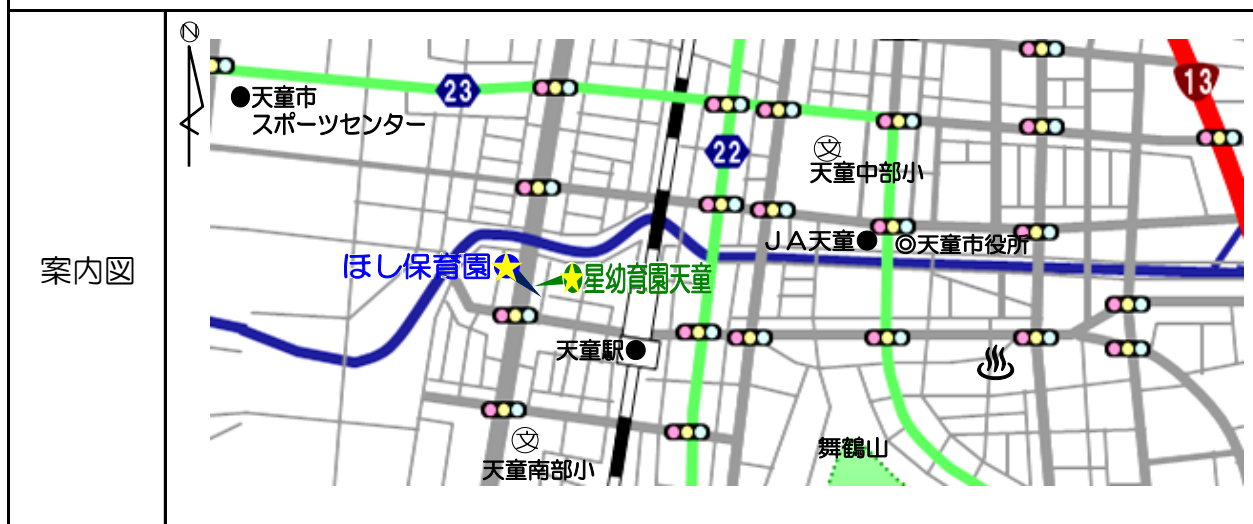 案内図
N
13
23
天童市
スポーツセンター
22
文
天童中部小
JA天童
天童市役所
ほし保育園
星幼育園天童
天童駅
文
天童南部小
舞鶴山